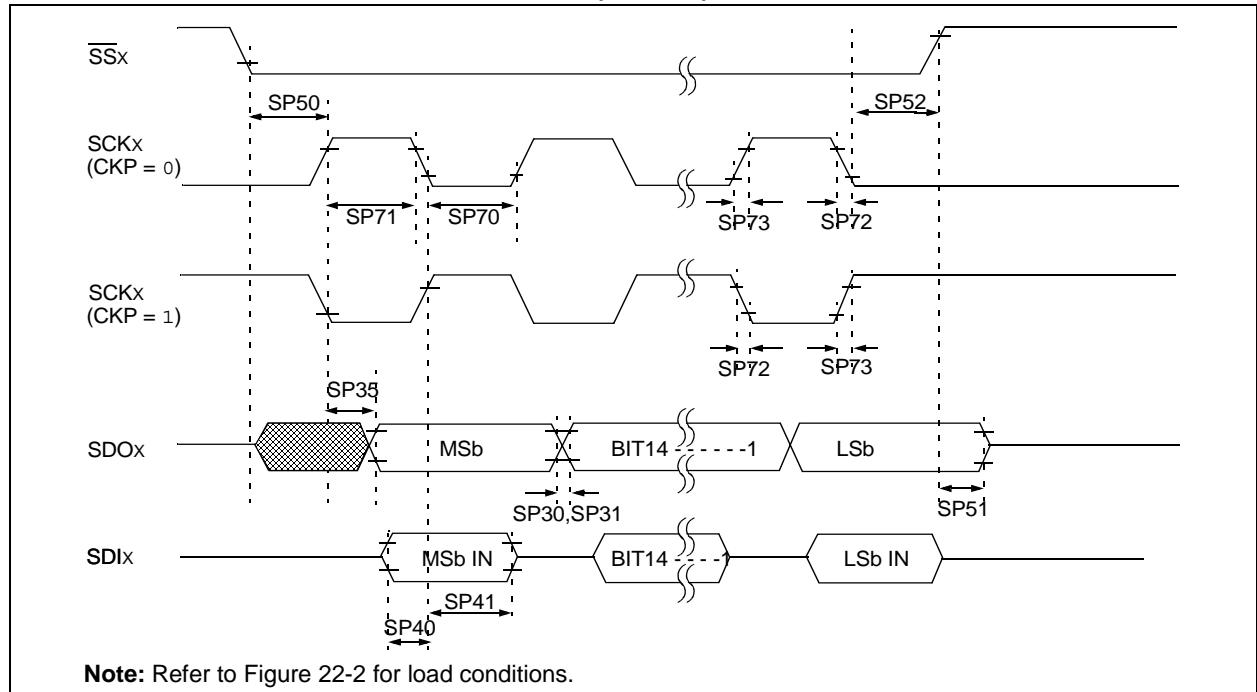 SSx
SP50
SP52
SCKx
(CKP = 0)
SP71
SP70
SP73
SP72
SCKx
(CKP = 1)
SP72
SP73
SP35
SDOx
MSb
BIT14 - - - - - -1
LSb
SP30,SP31
SP51
SDIx
MSb IN
BIT14 - - - - -1
LSb IN
SP41
SP40
Note: Refer to Figure 22-2 for load conditions.